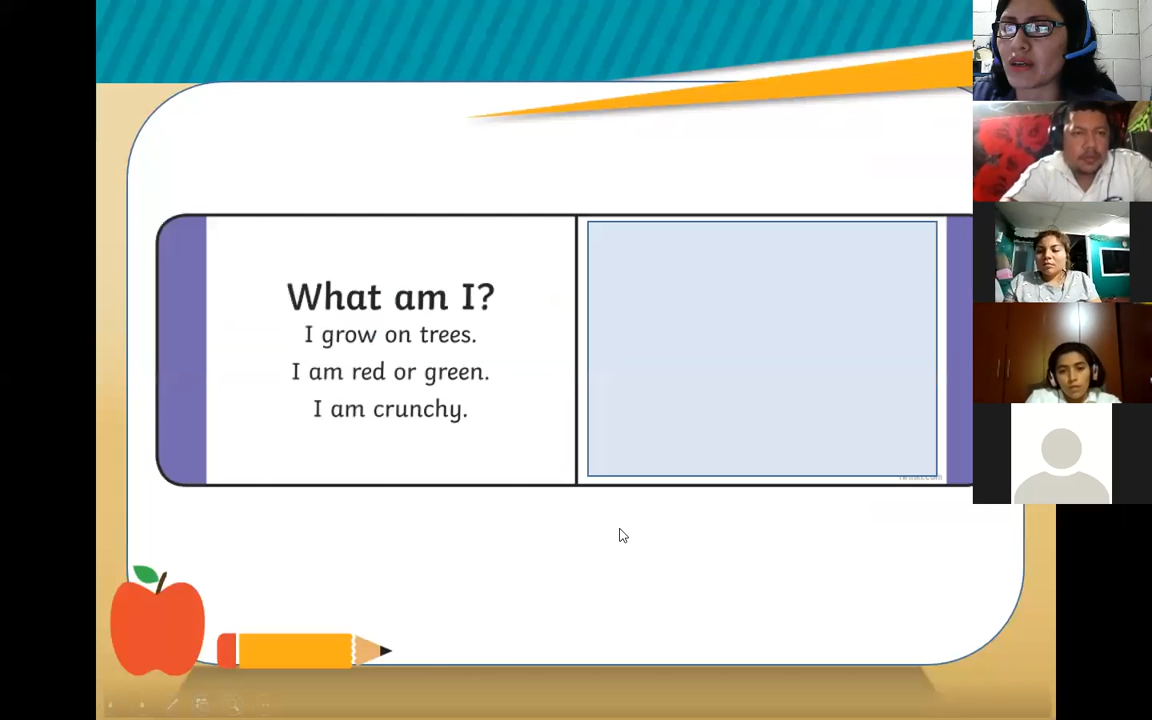 What am I?
I grow on trees.
I am red or green.
I am crunchy.